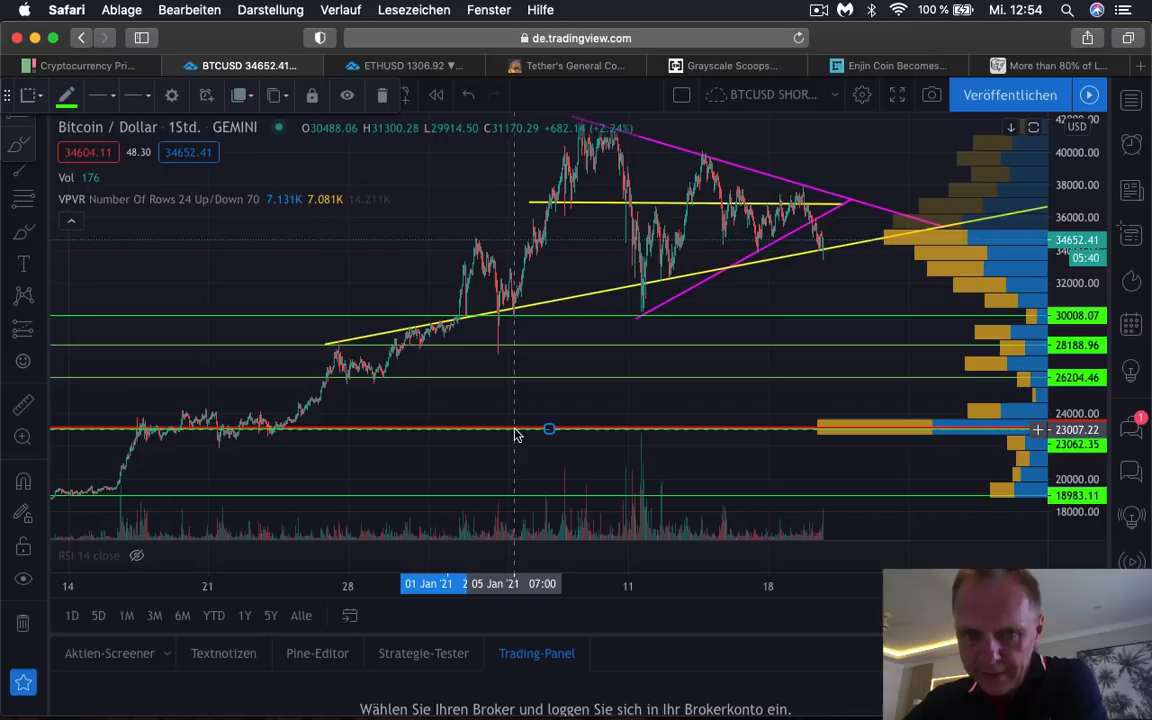 Safari Ablage Bearbeiten Darstellung Verlauf Lesezeichen Fenster Hilfe 100 % Mi. 12:54
de.tradingview.com
Cryptocurrency Pri... BTCUSD 34652.41... ETHUSD 1306.92 ▼... Tether's General Co... Grayscale Scoops... Enjin Coin Becomes... More than 80% of L...
BTCUSD SHOR... Veröffentlichen
Bitcoin / Dollar 1Std. GEMINI O30488.06 H31300.28 L29914.50 C31170.29 +682.14 (+2.24%)
USD
34604.11 48.30 34652.41
40000.00
Vol 176
38000.00
VPVR Number Of Rows 24 Up/Down 70 7.131K 7.081K 14.211K
36000.00
34652.41
05:40
30008.07
28188.96
26204.46
24000.00
23007.22
1
23062.35
20000.00
18983.11
18000.00
RSI 14 close
14 21 28 01 Jan '21 2 05 Jan '21 07:00 11 18
1D 5D 1M 3M 6M YTD 1Y 5Y Alle
Aktien-Screener Textnotizen Pine-Editor Strategie-Tester Trading-Panel
Wählen Sie Ihren Broker und loggen Sie sich in Ihr Brokerkonto ein.